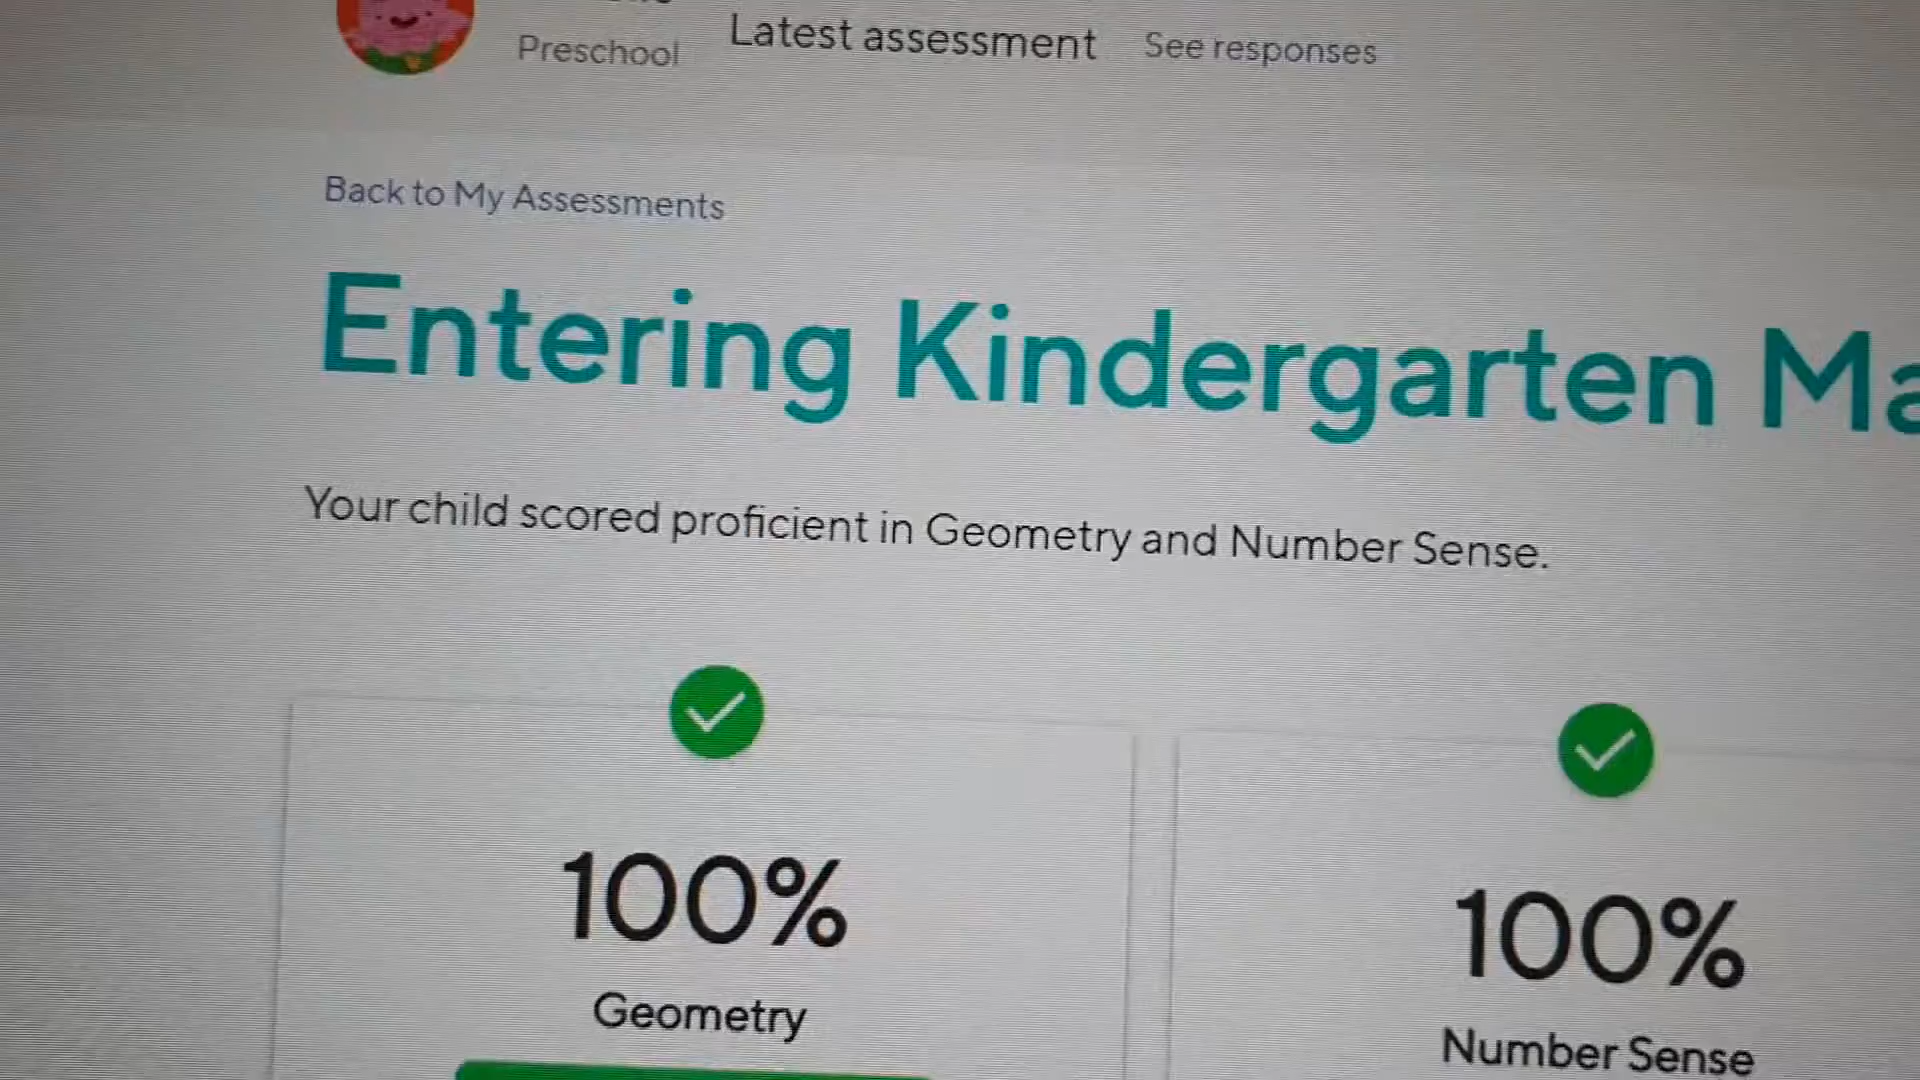 Preschool
Latest assessment
See responses
Back to My Assessments
Entering Kindergarten Ma
Your child scored proficient in Geometry and Number Sense.
100%
Geometry
100%
Number Sense